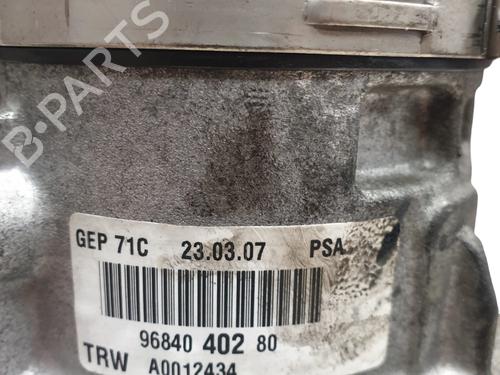 B-PARTS
GEP 71C 23.03.07 PSA
96840 402 80
TRW A0012434